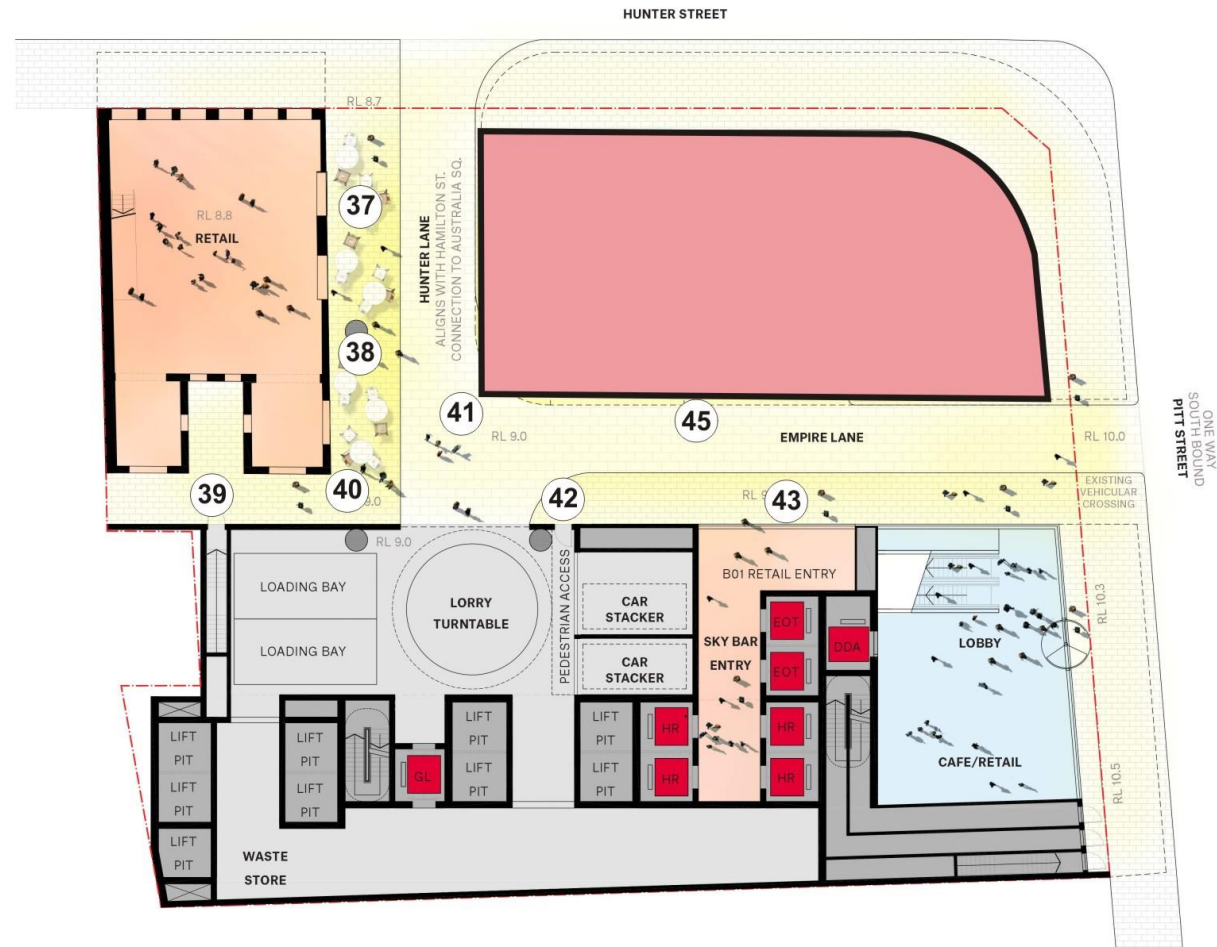 HUNTER STREET
RL 8.7
37
HUNTER LANE
ALIGNS WITH HAMILTON ST.
CONNECTION TO AUSTRALIA SQ.
RL 8.8
RETAIL
38
41
45
RL 9.0
EMPIRE LANE
RL 10.0
ONE WAY
SOUTH BOUND
PITT STREET
39
40
9.0
42
RL 9
43
EXISTING
VEHICULAR
CROSSING
RL 9.0
LOADING BAY
LOADING BAY
LORRY
TURNTABLE
PEDESTRIAN ACCESS
CAR
STACKER
CAR
STACKER
B01 RETAIL ENTRY
SKY BAR
ENTRY
EOT
EOT
DDA
LOBBY
RL 10.3
LIFT
PIT
LIFT
PIT
LIFT
PIT
LIFT
PIT
LIFT
PIT
GL
LIFT
PIT
LIFT
PIT
LIFT
PIT
LIFT
PIT
HR
HR
HR
HR
CAFE/RETAIL
RL 10.5
WASTE
STORE